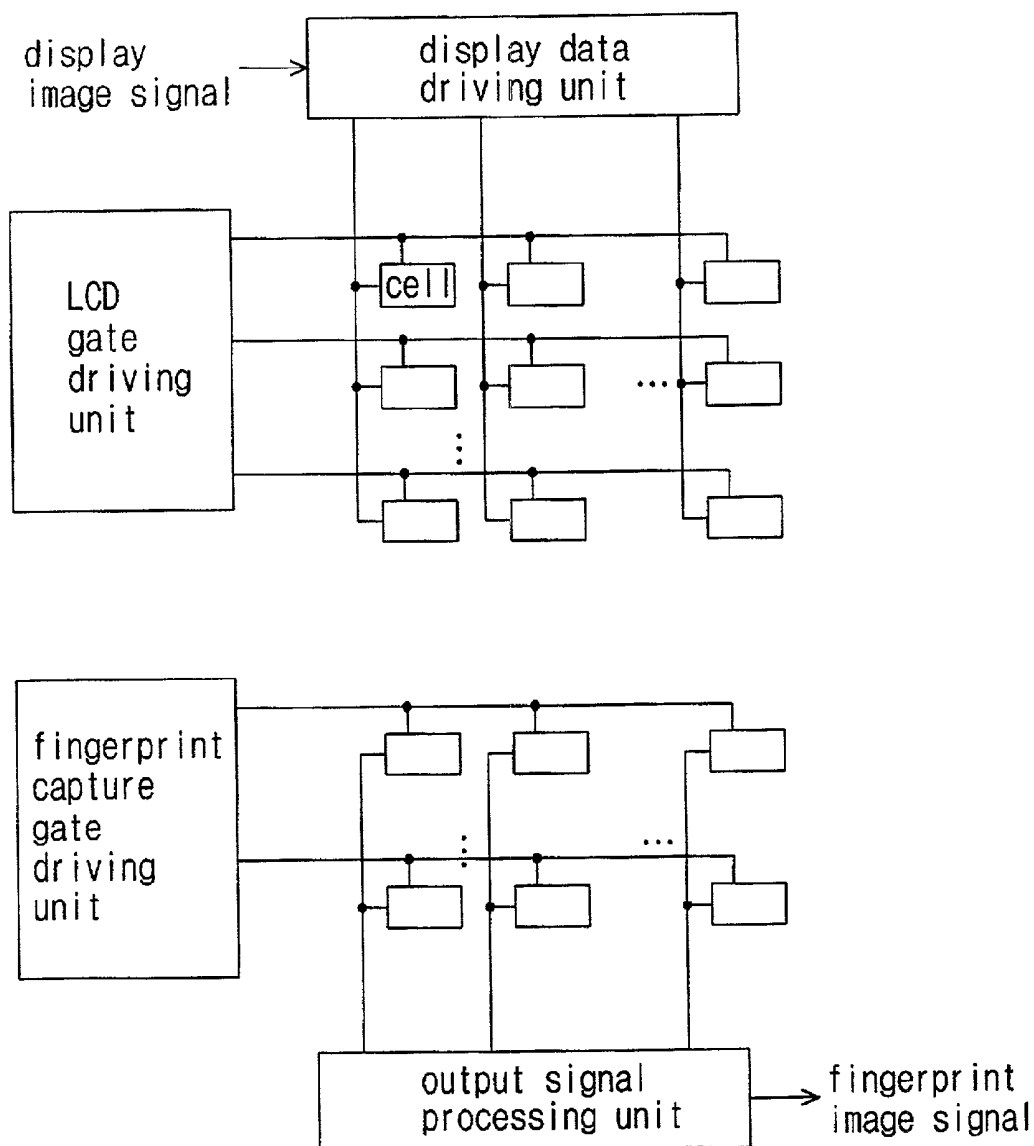 display
image signal
display data
driving unit
LCD
gate
driving
unit
cell
fingerprint
capture
gate
driving
unit
output signal
processing unit
fingerprint
image signal